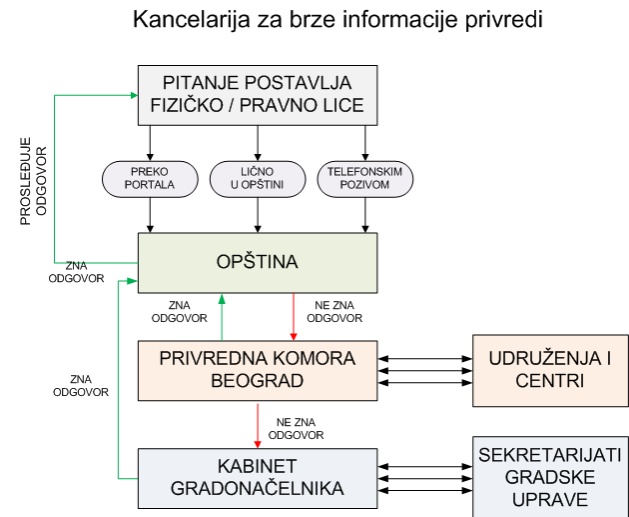 Kancelarija za brze informacije privredi
PITANJE POSTAVLJA
FIZIČKO / PRAVNO LICE
PROSLEĐUJE
ODGOVOR
PREKO
PORTALA
LIČNO
U OPŠTINI
TELEFONSKIM
POZIVOM
OPŠTINA
ZNA
ODGOVOR
ZNA
ODGOVOR
NE ZNA
ODGOVOR
PRIVREDNA KOMORA
BEOGRAD
UDRUŽENJA I
CENTRI
ZNA
ODGOVOR
NE ZNA
ODGOVOR
KABINET
GRADONAČELNIKA
SEKRETARIJATI
GRADSKE
UPRAVE